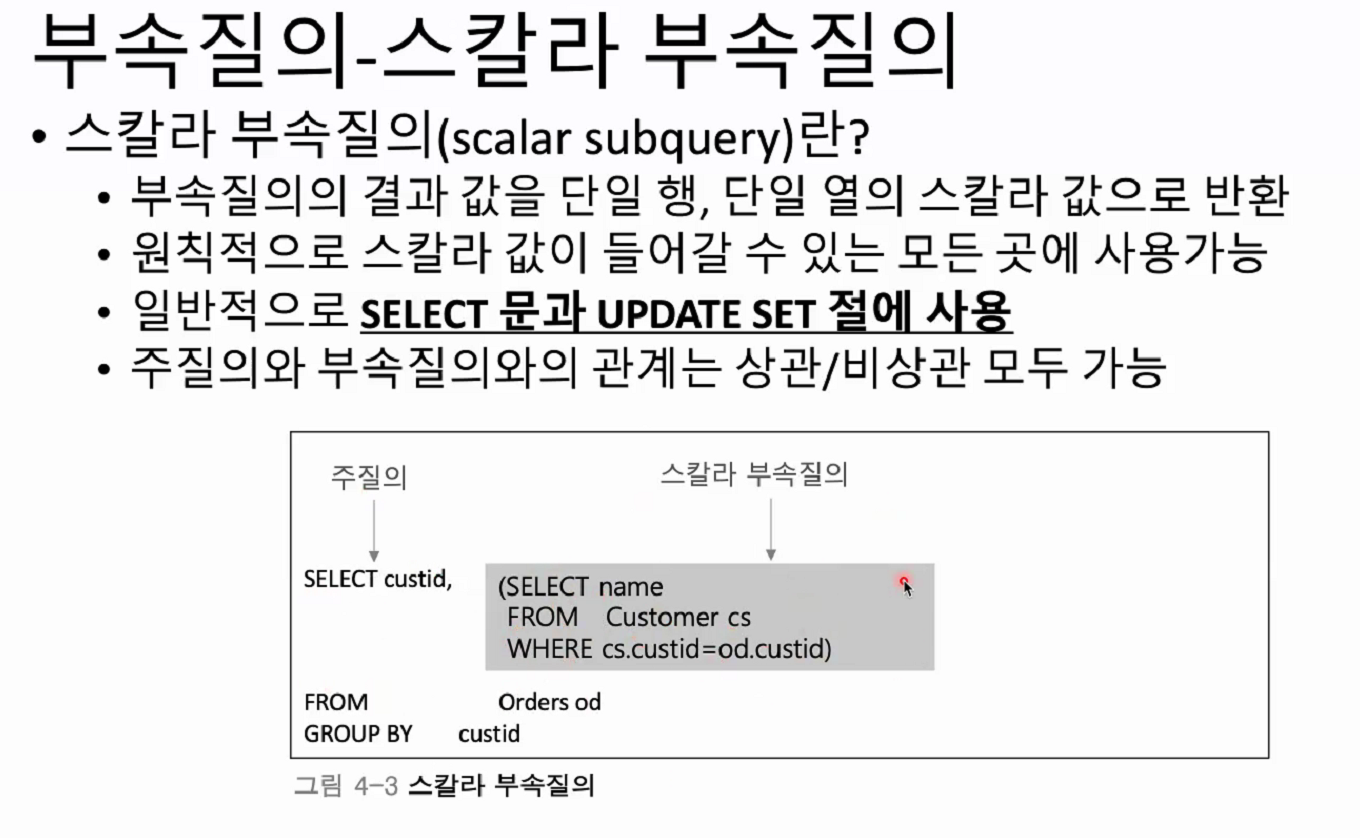 부속질의-스칼라 부속질의
• 스칼라 부속질의(scalar subquery)란?
• 부속질의의 결과 값을 단일 행, 단일 열의 스칼라 값으로 반환
• 원칙적으로 스칼라 값이 들어갈 수 있는 모든 곳에 사용가능
• 일반적으로 SELECT 문과 UPDATE SET 절에 사용
• 주질의와 부속질의와의 관계는 상관/비상관 모두 가능
주질의 스칼라 부속질의
SELECT custid, (SELECT name
FROM Customer cs
WHERE cs.custid=od.custid)
FROM Orders od
GROUP BY custid
그림 4-3 스칼라 부속질의